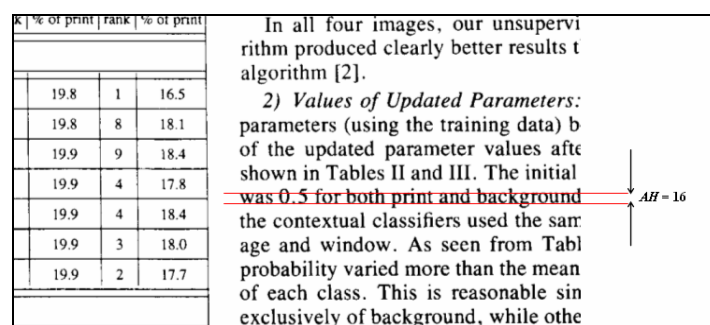 k | % of print | rank | % of print
19.8 1 16.5
19.8 8 18.1
19.9 9 18.4
19.9 4 17.8
19.9 4 18.4
19.9 3 18.0
19.9 2 17.7
In all four images, our unsupervi
rithm produced clearly better results t
algorithm [2].
2) Values of Updated Parameters:
parameters (using the training data) b
of the updated parameter values afte
shown in Tables II and III. The initial
was 0.5 for both print and background
the contextual classifiers used the sam
age and window. As seen from Tabl
probability varied more than the mean
of each class. This is reasonable sin
exclusively of background, while othe
AH = 16